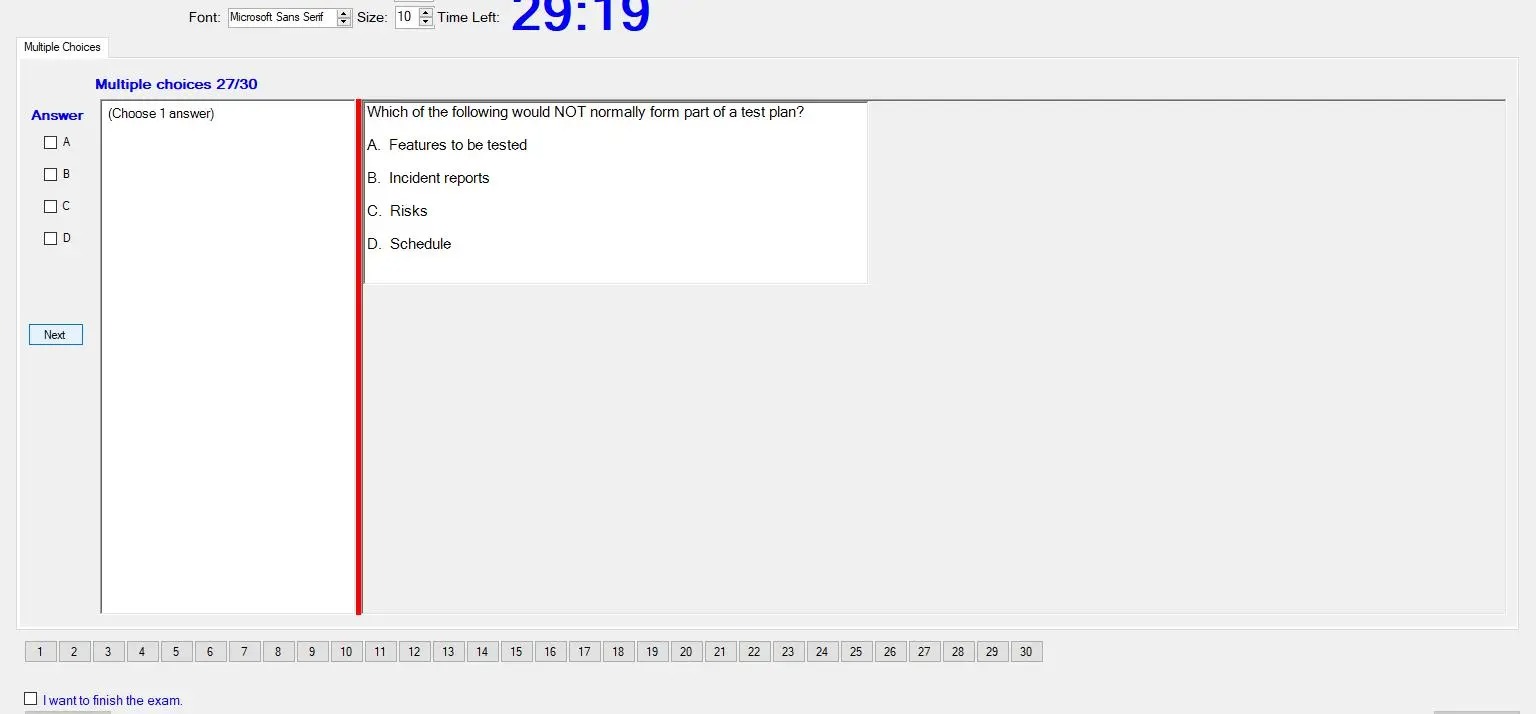 Font: Microsoft Sans Serif Size: 10 Time Left: 29:19
Multiple Choices
Multiple choices 27/30
Answer
A
B
C
D
Next
(Choose 1 answer)
Which of the following would NOT normally form part of a test plan?
A. Features to be tested
B. Incident reports
C. Risks
D. Schedule
1 2 3 4 5 6 7 8 9 10 11 12 13 14 15 16 17 18 19 20 21 22 23 24 25 26 27 28 29 30
I want to finish the exam.